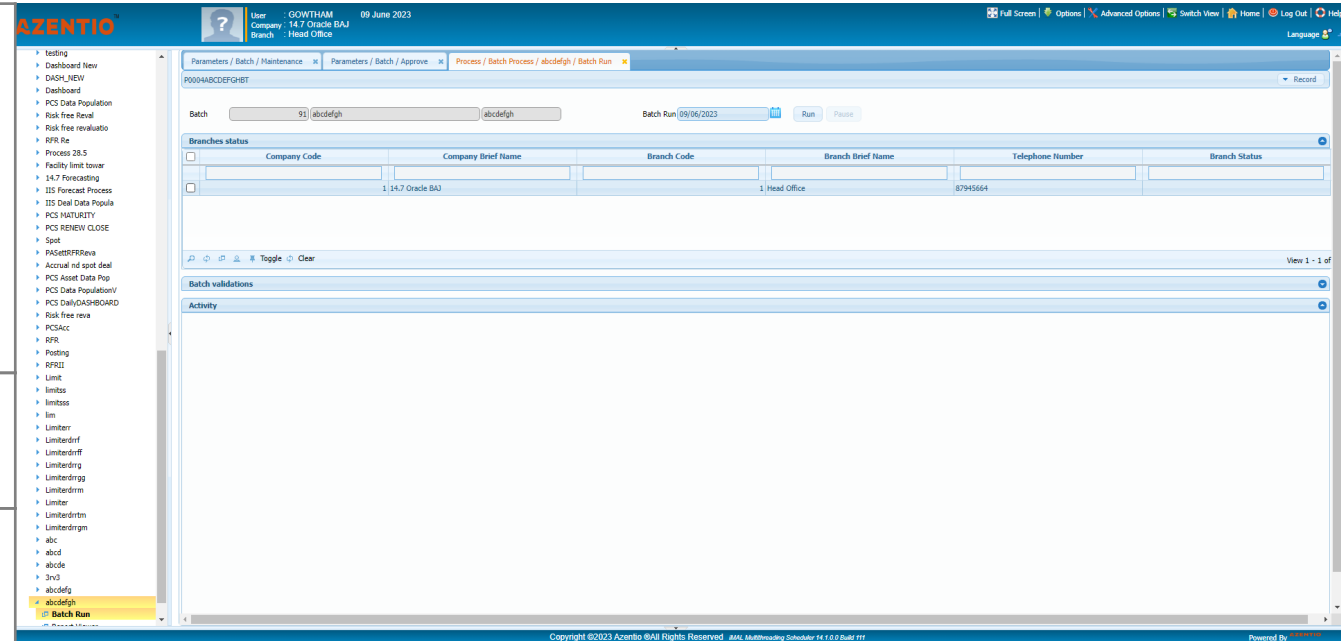 AZENTIO
User : GOWTHAM 09 June 2023
Company : 14.7 Oracle BAJ
Branch : Head Office
Full Screen | Options | Advanced Options | Switch View | Home | Log Out | Help
Language
testing
Dashboard New
DASH_NEW
Dashboard
PCS Data Population
Risk free Reval
Risk free revaluatio
RFR Re
Process 28.5
Facility limit towar
14.7 Forecasting
IIS Forecast Process
IIS Deal Data Popula
PCS MATURITY
PCS RENEW CLOSE
Spot
PASettRFRReva
Accrual nd spot deal
PCS Asset Data Pop
PCS Data PopulationV
PCS DailyDASHBOARD
Risk free reva
PCSAcc
RFR
Posting
RFRII
Limit
limitss
limitsss
lim
Limiterr
Limiterdrrf
Limiterdrrff
Limiterdrrg
Limiterdrrgg
Limiterdrrm
Limiter
Limiterdrrtm
Limiterdrrgm
abc
abcd
abcde
3rv3
abcdefg
abcdefgh
Batch Run
Parameters / Batch / Maintenance
Parameters / Batch / Approve
Process / Batch Process / abcdefgh / Batch Run
P0004ABCDEFGHBT
Record
Batch 91 abcdefgh abcdefgh Batch Run 09/06/2023 Run Pause
Branches status
Company Code Company Brief Name Branch Code Branch Brief Name Telephone Number Branch Status
1 14.7 Oracle BAJ 1 Head Office 87945664
Toggle Clear
View 1 - 1 of
Batch validations
Activity
Copyright ©2023 Azentio ®All Rights Reserved iMAL Multithreading Scheduler 14.1.0.0 Build 111
Powered By AZENTIO